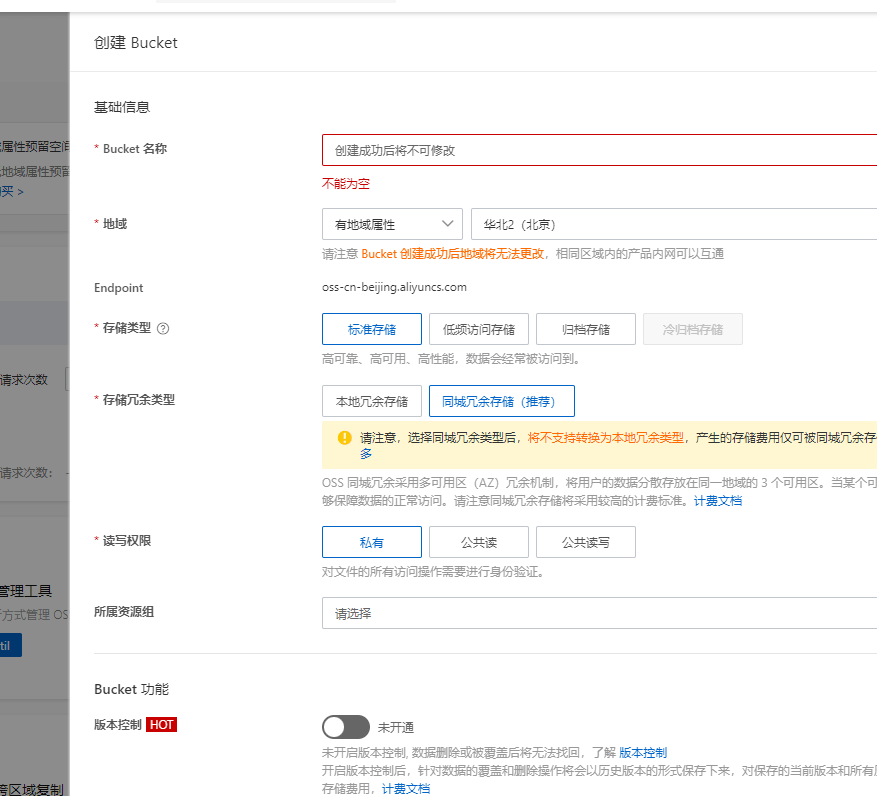 创建 Bucket
基础信息
属性预留空间
地域属性预留
买 >
* Bucket 名称
创建成功后将不可修改
不能为空
* 地域
有地域属性
华北2（北京）
请注意 Bucket 创建成功后地域将无法更改，相同区域内的产品内网可以互通
Endpoint
oss-cn-beijing.aliyuncs.com
* 存储类型
标准存储
低频访问存储
归档存储
冷归档存储
高可靠、高可用、高性能，数据会经常被访问到。
请求次数
* 存储冗余类型
本地冗余存储
同城冗余存储（推荐）
请注意，选择同城冗余类型后，将不支持转换为本地冗余类型，产生的存储费用仅可被同城冗余存
多
请求次数：
OSS 同城冗余采用多可用区（AZ）冗余机制，将用户的数据分散存放在同一地域的 3 个可用区。当某个可
够保障数据的正常访问。请注意同城冗余存储将采用较高的计费标准。计费文档
* 读写权限
私有
公共读
公共读写
对文件的所有访问操作需要进行身份验证。
管理工具
方式管理 OS
til
所属资源组
请选择
Bucket 功能
版本控制 HOT
未开通
未开启版本控制, 数据删除或被覆盖后将无法找回，了解 版本控制
开启版本控制后，针对数据的覆盖和删除操作将会以历史版本的形式保存下来，对保存的当前版本和所有历
存储费用，计费文档
跨区域复制